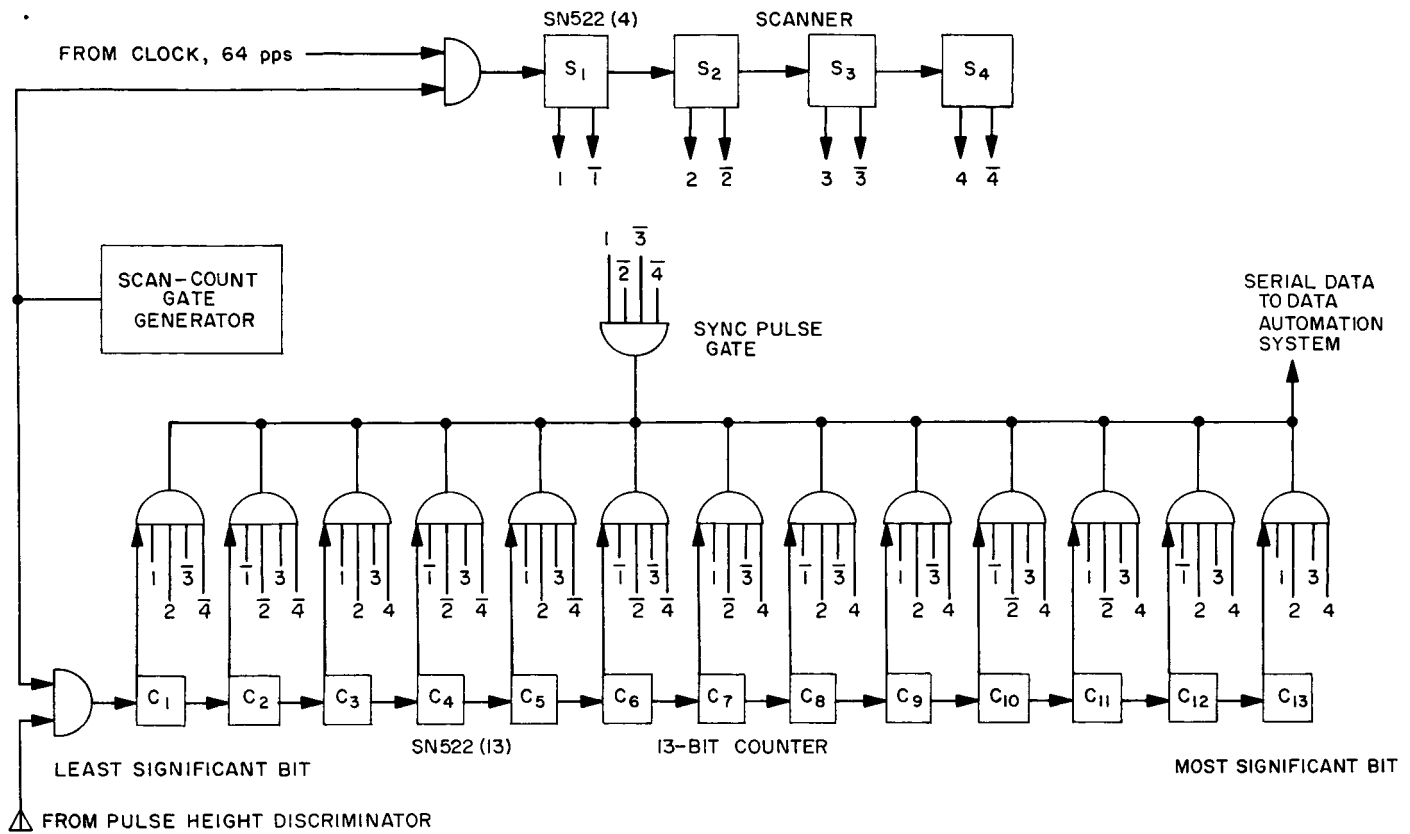 SN522 (4)
SCANNER
FROM CLOCK, 64 pps
S₁ S₂ S₃ S₄
1 1̅ 2 2̅ 3 3̅ 4 4̅
1 3̅
2̅ 4̅
SCAN-COUNT
GATE
GENERATOR
SYNC PULSE
GATE
SERIAL DATA
TO DATA
AUTOMATION
SYSTEM
1 3̅ 1̅ 3 1 3 1̅ 3 1 3 1̅ 3̅ 1 3̅ 1̅ 3̅ 1 3̅ 1̅ 3 1 3 1̅ 3 1 3
2 4̅ 2̅ 4̅ 2 4 2̅ 4̅ 2 4̅ 2̅ 4̅ 2̅ 4 2 4 2 4 2̅ 4 2̅ 4 2 4 2 4
C₁ C₂ C₃ C₄ C₅ C₆ C₇ C₈ C₉ C₁₀ C₁₁ C₁₂ C₁₃
SN522 (13)
13-BIT COUNTER
LEAST SIGNIFICANT BIT
MOST SIGNIFICANT BIT
FROM PULSE HEIGHT DISCRIMINATOR